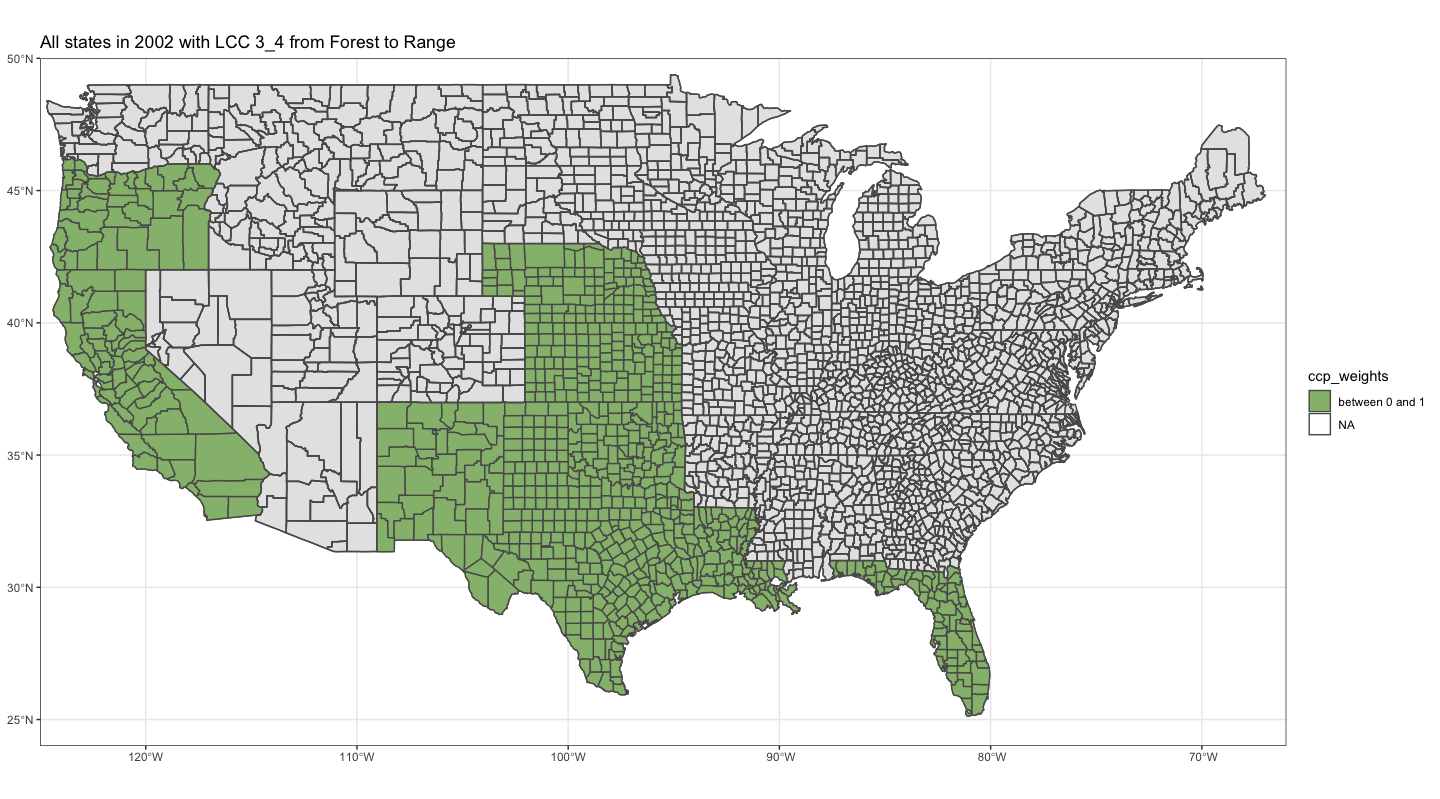 All states in 2002 with LCC 3_4 from Forest to Range
50°N
45°N
40°N
35°N
30°N
25°N
120°W
110°W
100°W
90°W
80°W
70°W
ccp_weights
between 0 and 1
NA